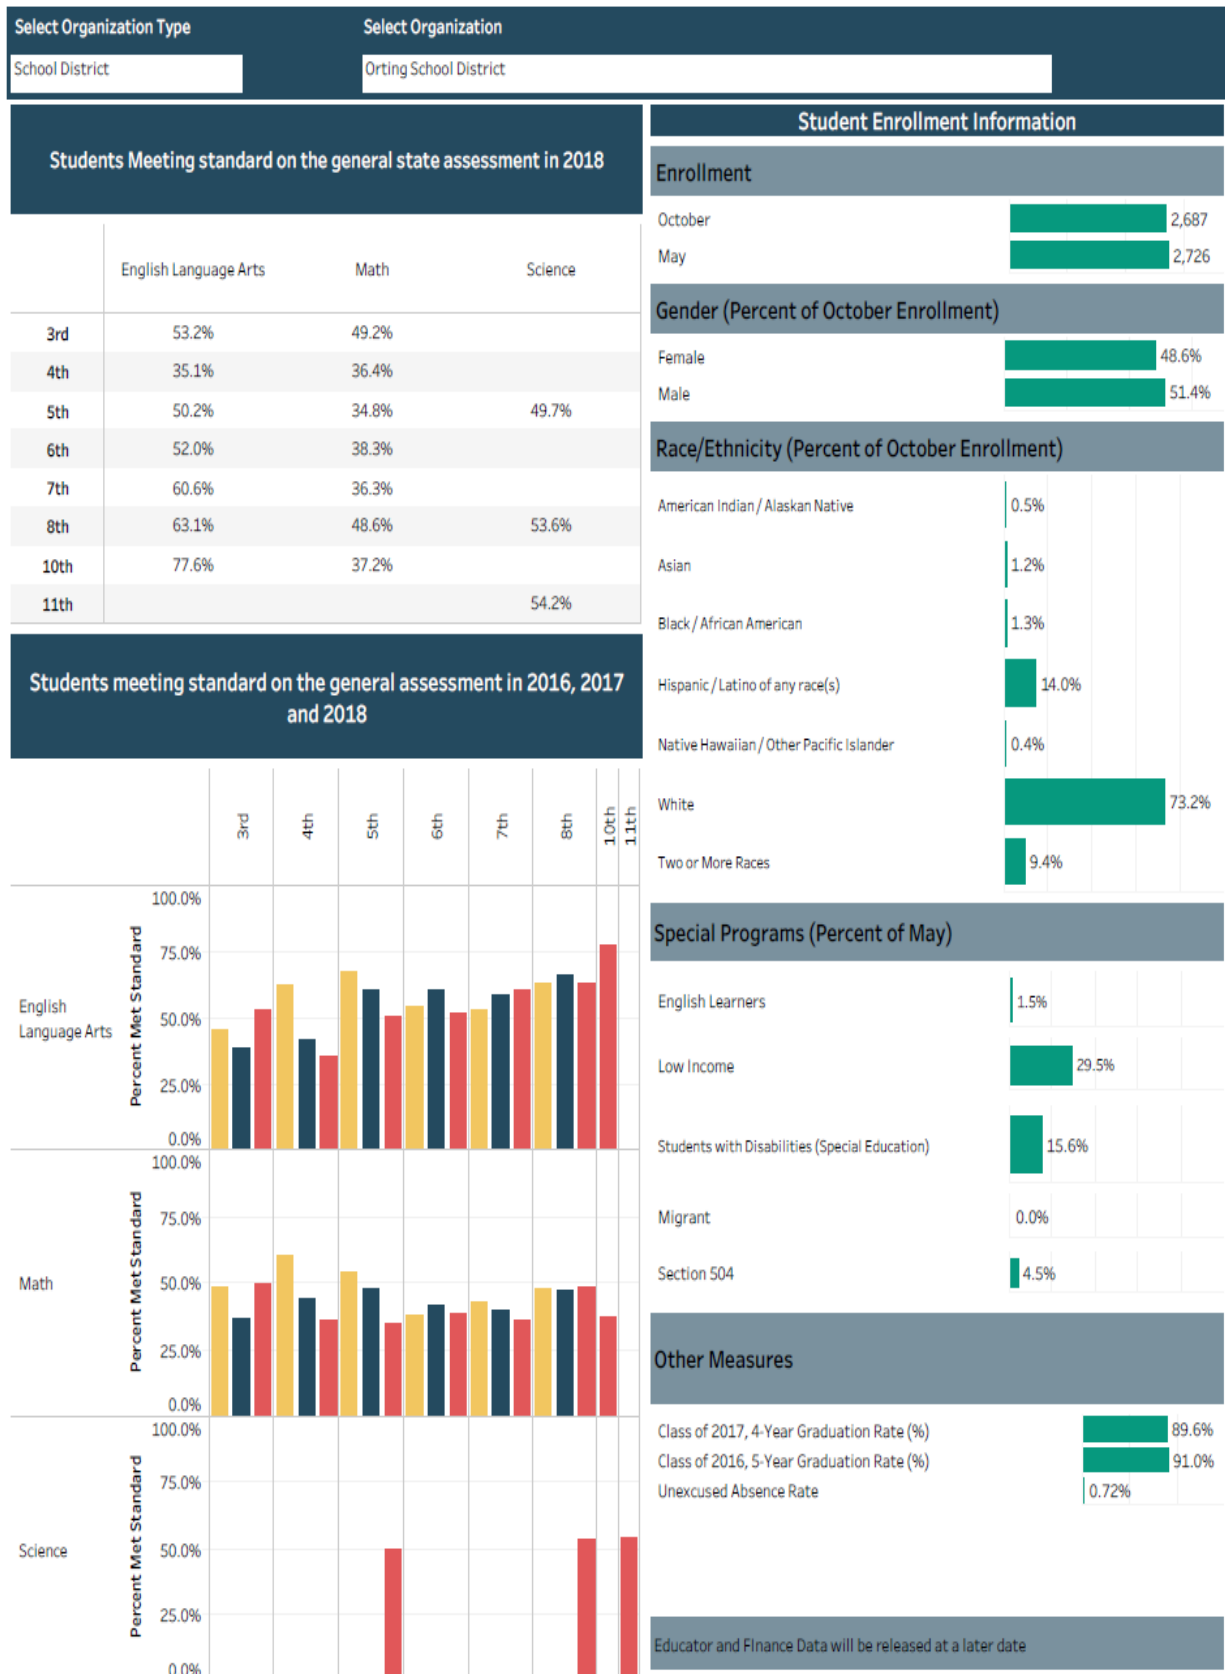 Select Organization Type
Select Organization
School District
Orting School District
Students Meeting standard on the general state assessment in 2018
English Language Arts Math Science
3rd 53.2% 49.2%
4th 35.1% 36.4%
5th 50.2% 34.8% 49.7%
6th 52.0% 38.3%
7th 60.6% 36.3%
8th 63.1% 48.6% 53.6%
10th 77.6% 37.2%
11th 54.2%
Students meeting standard on the general assessment in 2016, 2017
and 2018
3rd 4th 5th 6th 7th 8th 10th 11th
English
Language Arts
Percent Met Standard
100.0%
75.0%
50.0%
25.0%
0.0%
Math
Percent Met Standard
100.0%
75.0%
50.0%
25.0%
0.0%
Science
Percent Met Standard
100.0%
75.0%
50.0%
25.0%
0.0%
Student Enrollment Information
Enrollment
October 2,687
May 2,726
Gender (Percent of October Enrollment)
Female 48.6%
Male 51.4%
Race/Ethnicity (Percent of October Enrollment)
American Indian / Alaskan Native 0.5%
Asian 1.2%
Black / African American 1.3%
Hispanic / Latino of any race(s) 14.0%
Native Hawaiian / Other Pacific Islander 0.4%
White 73.2%
Two or More Races 9.4%
Special Programs (Percent of May)
English Learners 1.5%
Low Income 29.5%
Students with Disabilities (Special Education) 15.6%
Migrant 0.0%
Section 504 4.5%
Other Measures
Class of 2017, 4-Year Graduation Rate (%) 89.6%
Class of 2016, 5-Year Graduation Rate (%) 91.0%
Unexcused Absence Rate 0.72%
Educator and FInance Data will be released at a later date